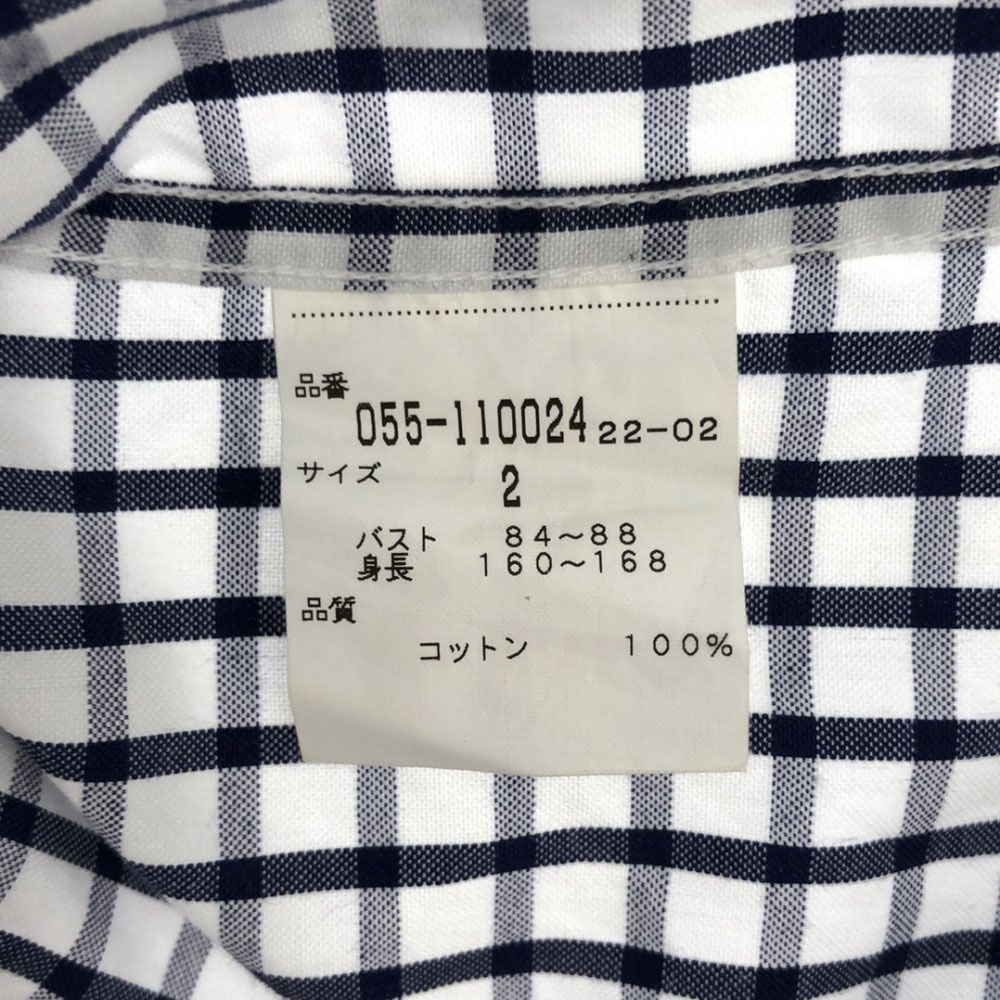 品番
055-110024 22-02
サイズ 2
バスト 84～88
身長 160～168
品質
コットン 100%